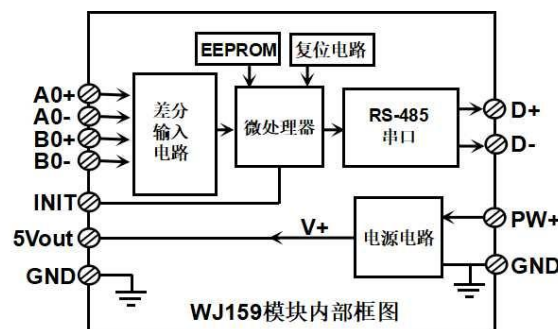 EEPROM
复位电路
A0+
A0-
B0+
B0-
差分
输入
电路
微处理器
RS-485
串口
D+
D-
INIT
5Vout
V+
电源电路
PW+
GND
GND
WJ159模块内部框图